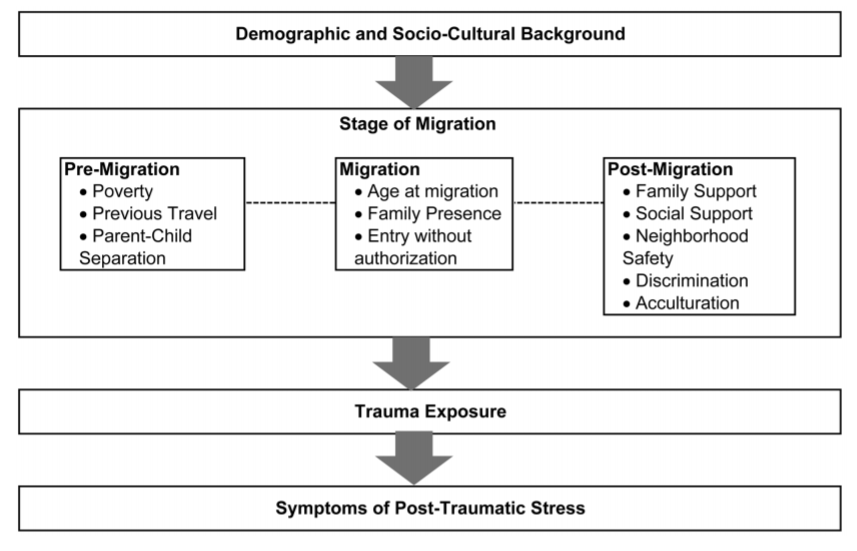 Demographic and Socio-Cultural Background
Stage of Migration
Pre-Migration
• Poverty
• Previous Travel
• Parent-Child
Separation
Migration
• Age at migration
• Family Presence
• Entry without
authorization
Post-Migration
• Family Support
• Social Support
• Neighborhood
Safety
• Discrimination
• Acculturation
Trauma Exposure
Symptoms of Post-Traumatic Stress